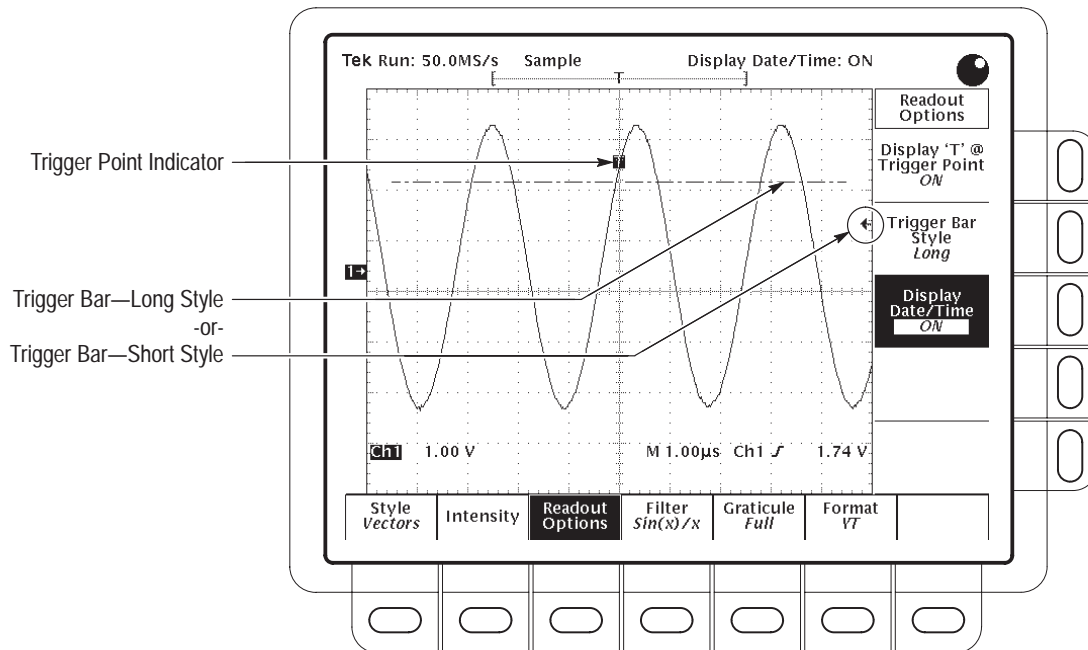 Tek Run: 50.0MS/s Sample Display Date/Time: ON
[ T ]
Readout
Options
Display ‘T’ @
Trigger Point
ON
Trigger Bar
Style
Long
Display
Date/Time
ON
Trigger Point Indicator
T
1→
Trigger Bar—Long Style
-or-
Trigger Bar—Short Style
Ch1 1.00 V M 1.00µs Ch1 1.74 V
Style
Vectors
Intensity
Readout
Options
Filter
Sin(x)/x
Graticule
Full
Format
YT